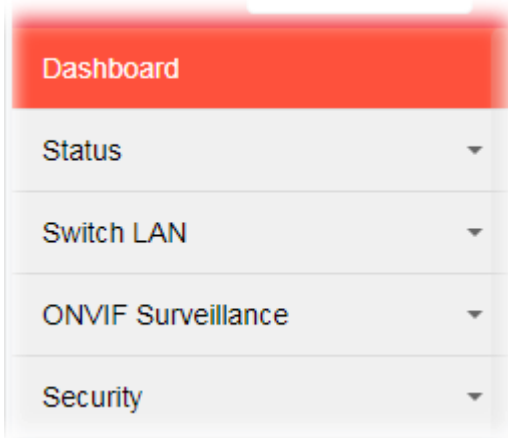 Dashboard
Status
Switch LAN
ONVIF Surveillance
Security